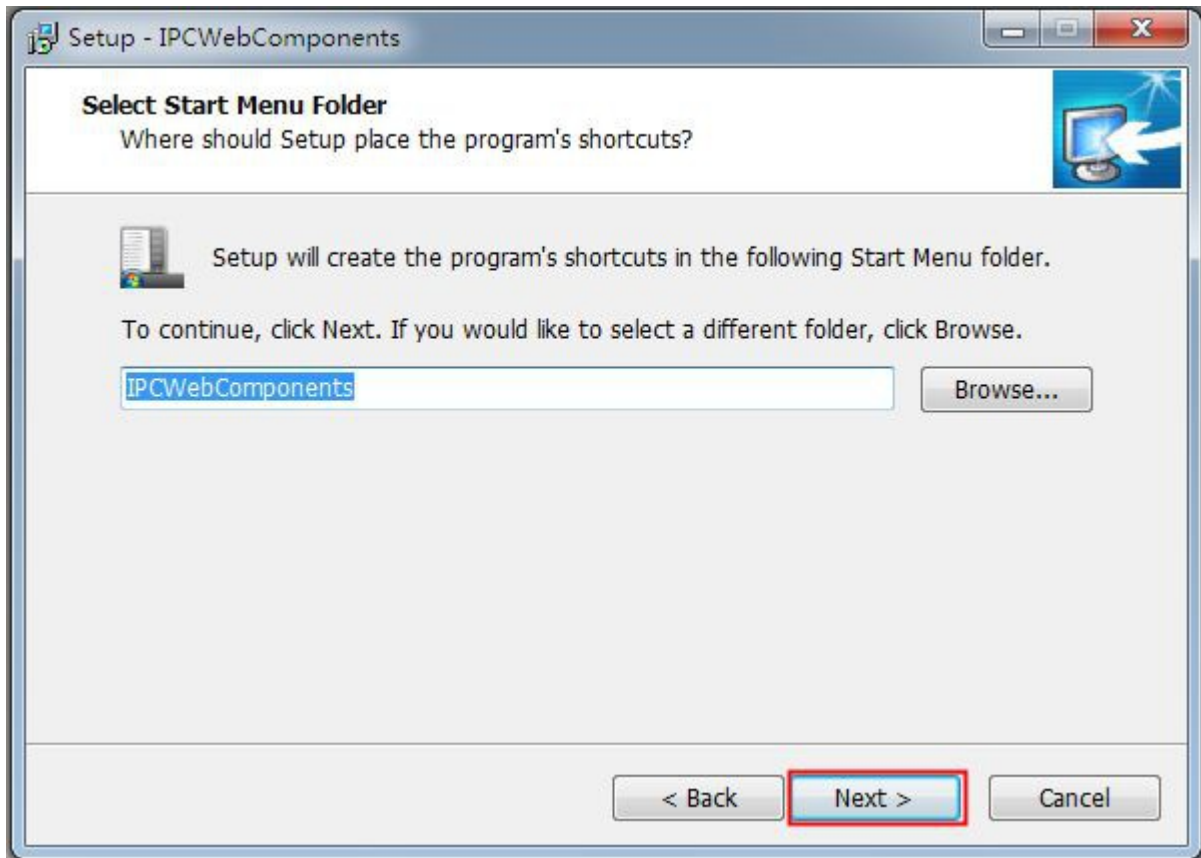 Setup - IPCWebComponents
Select Start Menu Folder
Where should Setup place the program's shortcuts?
Setup will create the program's shortcuts in the following Start Menu folder.
To continue, click Next. If you would like to select a different folder, click Browse.
IPCWebComponents
Browse...
< Back
Next >
Cancel